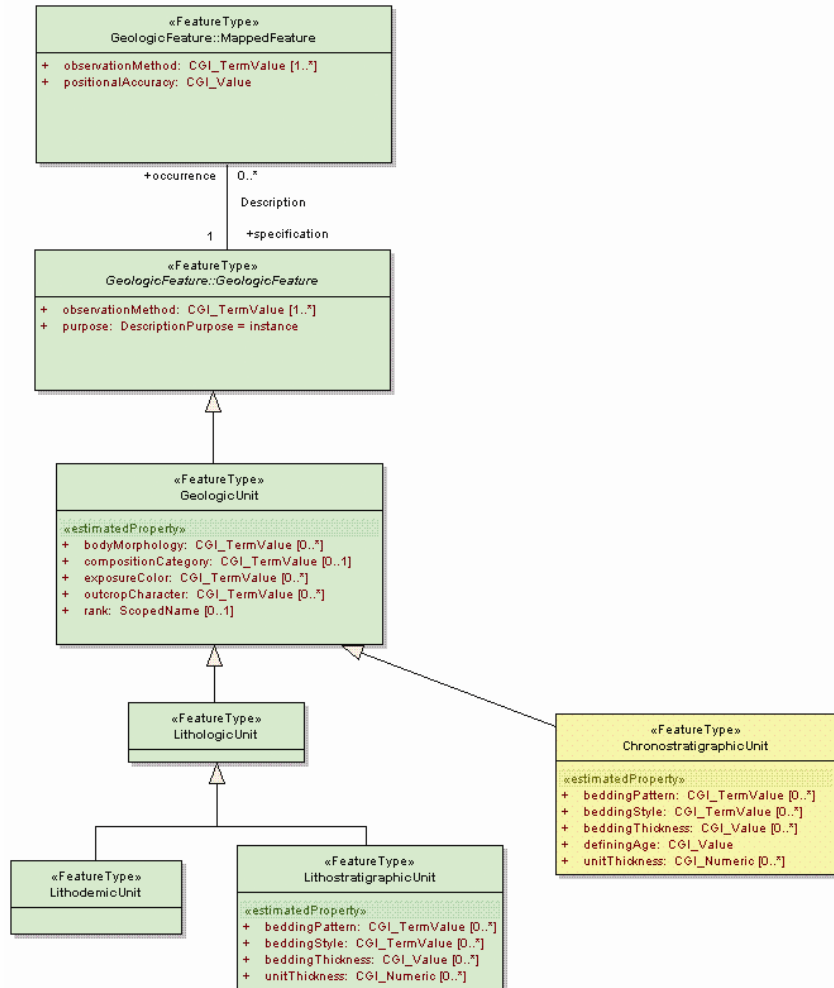 «FeatureType»
GeologicFeature::MappedFeature
+ observationMethod: CGI_TermValue [1..*]
+ positionalAccuracy: CGI_Value
+occurrence 0..*
Description
1 +specification
«FeatureType»
GeologicFeature::GeologicFeature
+ observationMethod: CGI_TermValue [1..*]
+ purpose: DescriptionPurpose = instance
«FeatureType»
GeologicUnit
«estimatedProperty»
+ bodyMorphology: CGI_TermValue [0..*]
+ compositionCategory: CGI_TermValue [0..1]
+ exposureColor: CGI_TermValue [0..*]
+ outcropCharacter: CGI_TermValue [0..*]
+ rank: ScopedName [0..1]
«FeatureType»
LithologicUnit
«FeatureType»
ChronostratigraphicUnit
«estimatedProperty»
+ beddingPattern: CGI_TermValue [0..*]
+ beddingStyle: CGI_TermValue [0..*]
+ beddingThickness: CGI_Value [0..*]
+ definingAge: CGI_Value
+ unitThickness: CGI_Numeric [0..*]
«FeatureType»
LithodemicUnit
«FeatureType»
LithostratigraphicUnit
«estimatedProperty»
+ beddingPattern: CGI_TermValue [0..*]
+ beddingStyle: CGI_TermValue [0..*]
+ beddingThickness: CGI_Value [0..*]
+ unitThickness: CGI_Numeric [0..*]